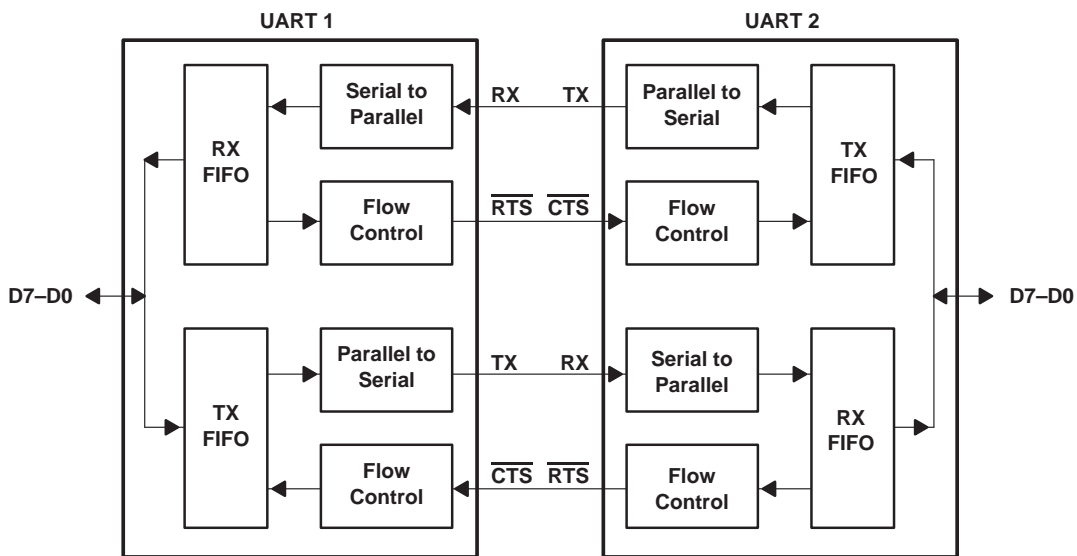 UART 1
UART 2
Serial to
Parallel
RX
TX
Parallel to
Serial
RX
FIFO
TX
FIFO
Flow
Control
RTS
CTS
Flow
Control
D7–D0
D7–D0
Parallel to
Serial
TX
RX
Serial to
Parallel
TX
FIFO
RX
FIFO
Flow
Control
CTS
RTS
Flow
Control